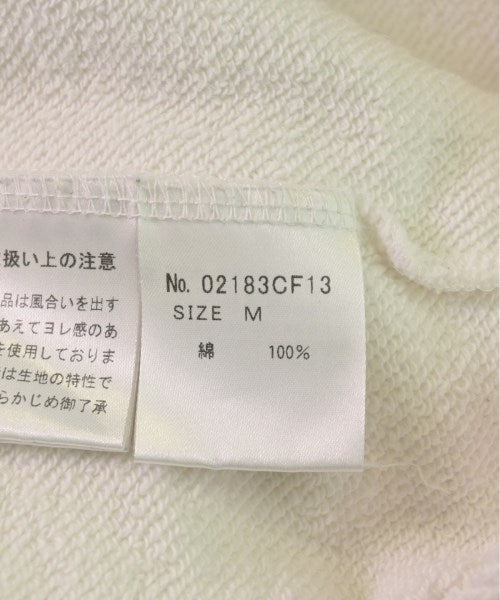 扱い上の注意
品は風合いを出す
あえてヨレ感のあ
を使用しておりま
は生地の特性で
らかじめ御了承
No. 02183CF13
SIZE M
綿 100%